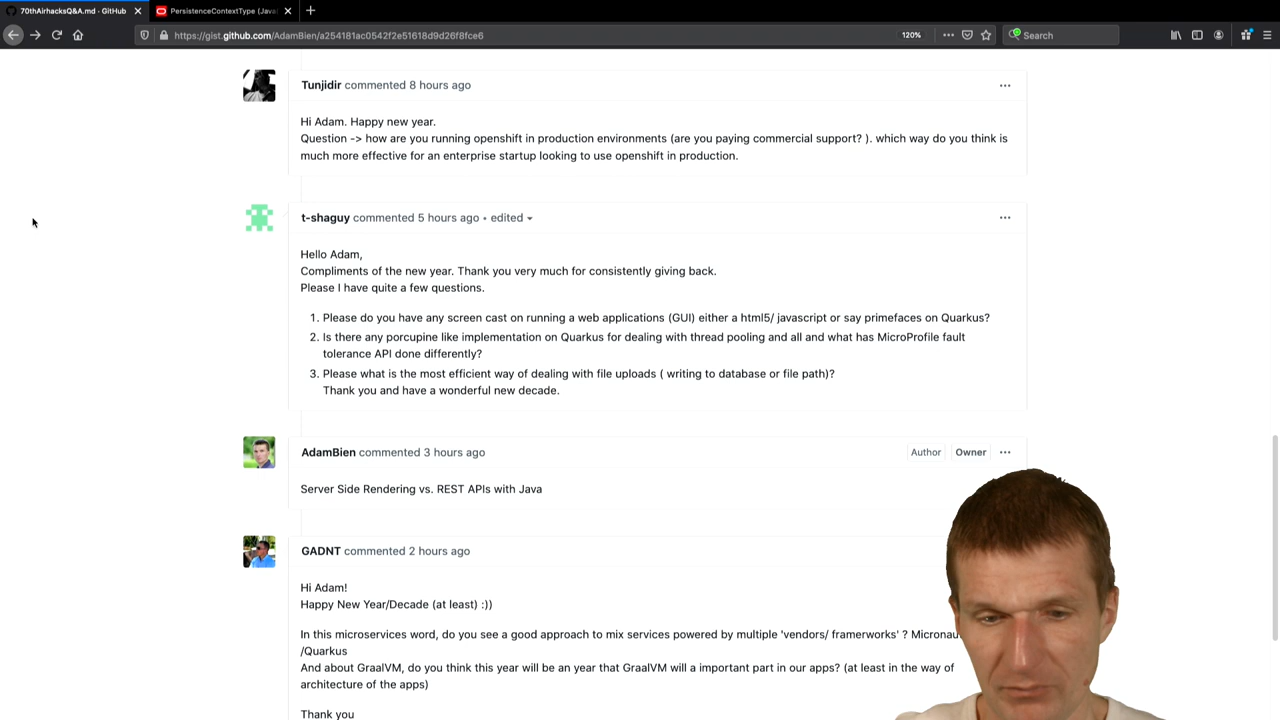 70thAirhacksQ&A.md - GitHub
PersistenceContextType (Java
https://gist.github.com/AdamBien/a254181ac0542f2e51618d9d26f8fce6
120%
Search
Tunjidir commented 8 hours ago
Hi Adam. Happy new year.
Question -> how are you running openshift in production environments (are you paying commercial support? ). which way do you think is
much more effective for an enterprise startup looking to use openshift in production.
t-shaguy commented 5 hours ago • edited
Hello Adam,
Compliments of the new year. Thank you very much for consistently giving back.
Please I have quite a few questions.
1. Please do you have any screen cast on running a web applications (GUI) either a html5/ javascript or say primefaces on Quarkus?
2. Is there any porcupine like implementation on Quarkus for dealing with thread pooling and all and what has MicroProfile fault
tolerance API done differently?
3. Please what is the most efficient way of dealing with file uploads ( writing to database or file path)?
Thank you and have a wonderful new decade.
AdamBien commented 3 hours ago
Author Owner
Server Side Rendering vs. REST APIs with Java
GADNT commented 2 hours ago
Hi Adam!
Happy New Year/Decade (at least) :))
In this microservices word, do you see a good approach to mix services powered by multiple 'vendors/ framerworks' ? Micronau
/Quarkus
And about GraalVM, do you think this year will be an year that GraalVM will a important part in our apps? (at least in the way of
architecture of the apps)
Thank you